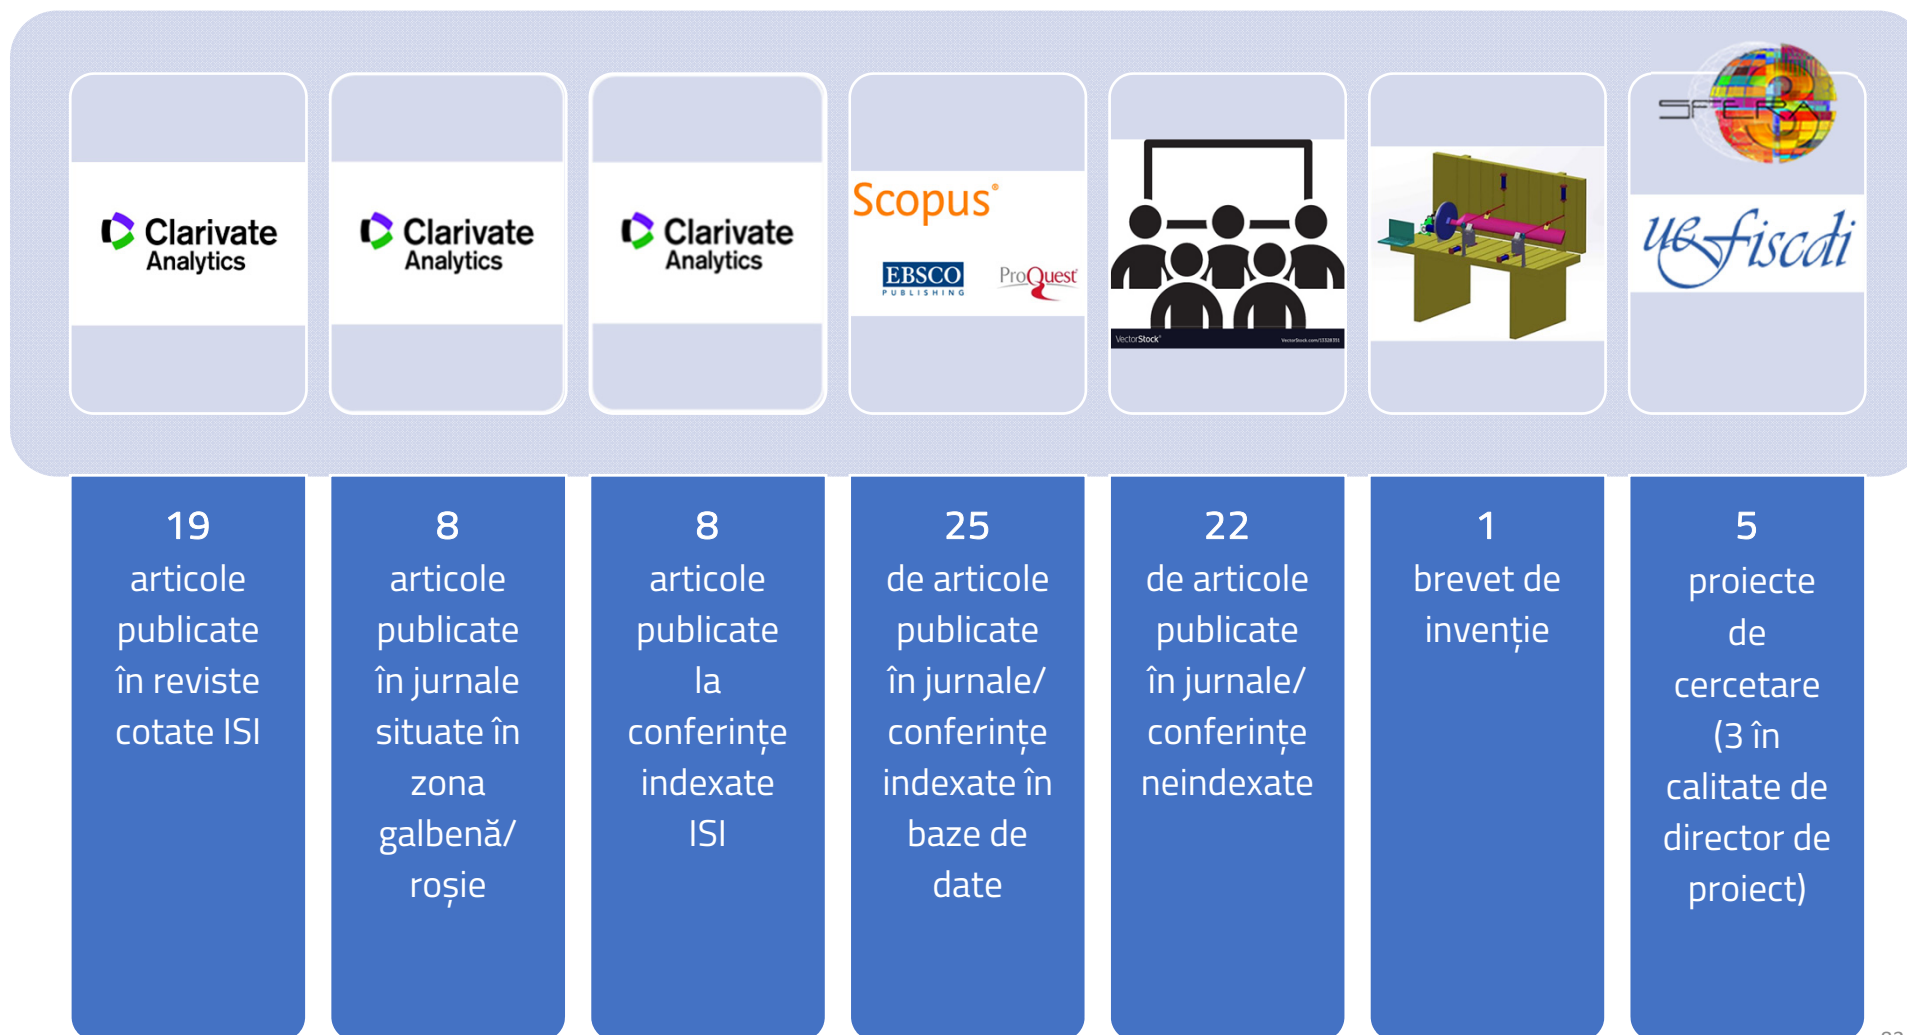 SFERA
3
Clarivate
Analytics
Clarivate
Analytics
Clarivate
Analytics
Scopus®
EBSCO
PUBLISHING
ProQuest
VectorStock®
uefiscdi
19
articole
publicate
în reviste
cotate ISI
8
articole
publicate
în jurnale
situate în
zona
galbenă/
roșie
8
articole
publicate
la
conferințe
indexate
ISI
25
de articole
publicate
în jurnale/
conferințe
indexate în
baze de
date
22
de articole
publicate
în jurnale/
conferințe
neindexate
1
brevet de
invenție
5
proiecte
de
cercetare
(3 în
calitate de
director de
proiect)